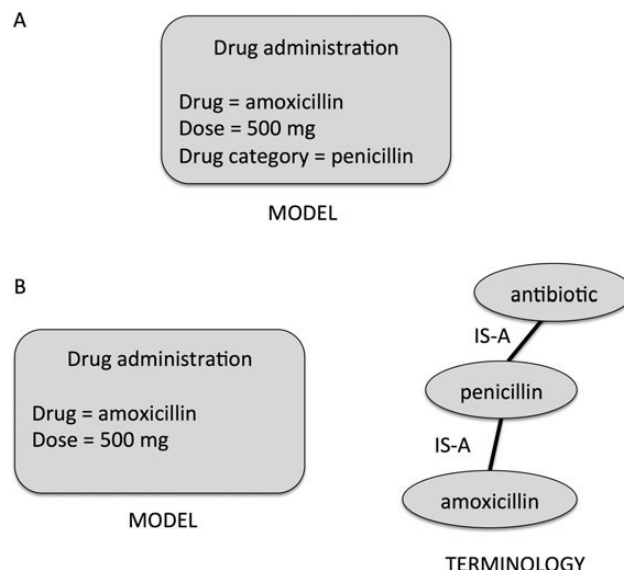 A
Drug administration
Drug = amoxicillin
Dose = 500 mg
Drug category = penicillin
MODEL
B
Drug administration
Drug = amoxicillin
Dose = 500 mg
MODEL
antibiotic
IS-A
penicillin
IS-A
amoxicillin
TERMINOLOGY